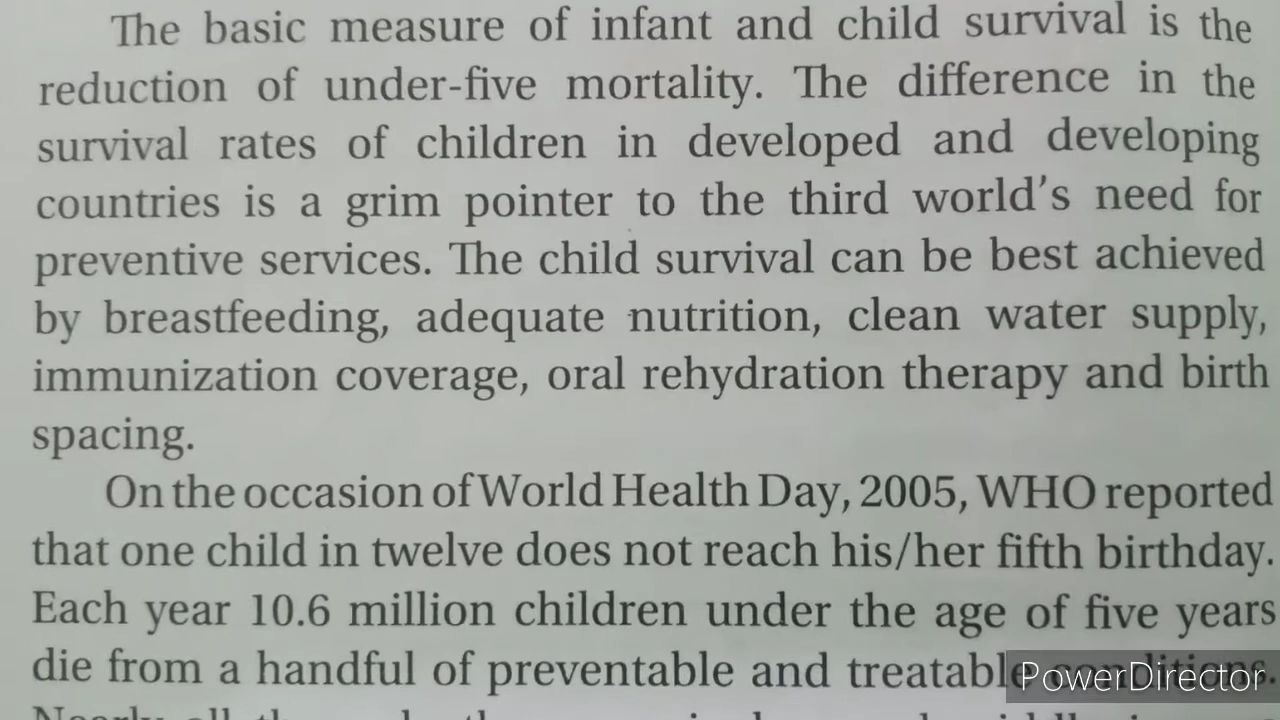 The basic measure of infant and child survival is the
reduction of under-five mortality. The difference in the
survival rates of children in developed and developing
countries is a grim pointer to the third world's need for
preventive services. The child survival can be best achieved
by breastfeeding, adequate nutrition, clean water supply,
immunization coverage, oral rehydration therapy and birth
spacing.
On the occasion of World Health Day, 2005, WHO reported
that one child in twelve does not reach his/her fifth birthday.
Each year 10.6 million children under the age of five years
die from a handful of preventable and treatable conditions.
PowerDirector